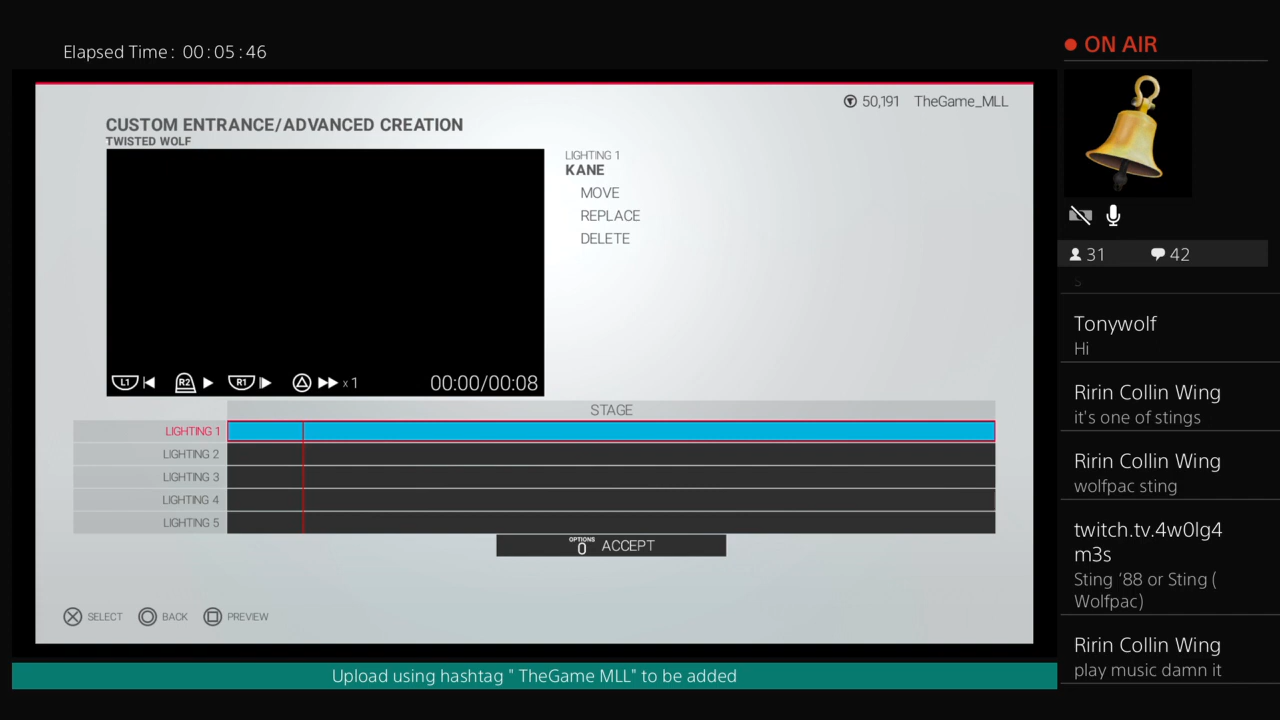 Elapsed Time: 00:05:46
ON AIR
50,191 TheGame_MLL
CUSTOM ENTRANCE/ADVANCED CREATION
TWISTED WOLF
LIGHTING 1
KANE
MOVE
REPLACE
DELETE
L1 R2 R1 x 1 00:00/00:08
STAGE
LIGHTING 1
LIGHTING 2
LIGHTING 3
LIGHTING 4
LIGHTING 5
OPTIONS ACCEPT
SELECT BACK PREVIEW
Upload using hashtag " TheGame MLL" to be added
31 42
Tonywolf
Hi
Ririn Collin Wing
it's one of stings
Ririn Collin Wing
wolfpac sting
twitch.tv.4w0lg4
m3s
Sting ‘88 or Sting (
Wolfpac)
Ririn Collin Wing
play music damn it